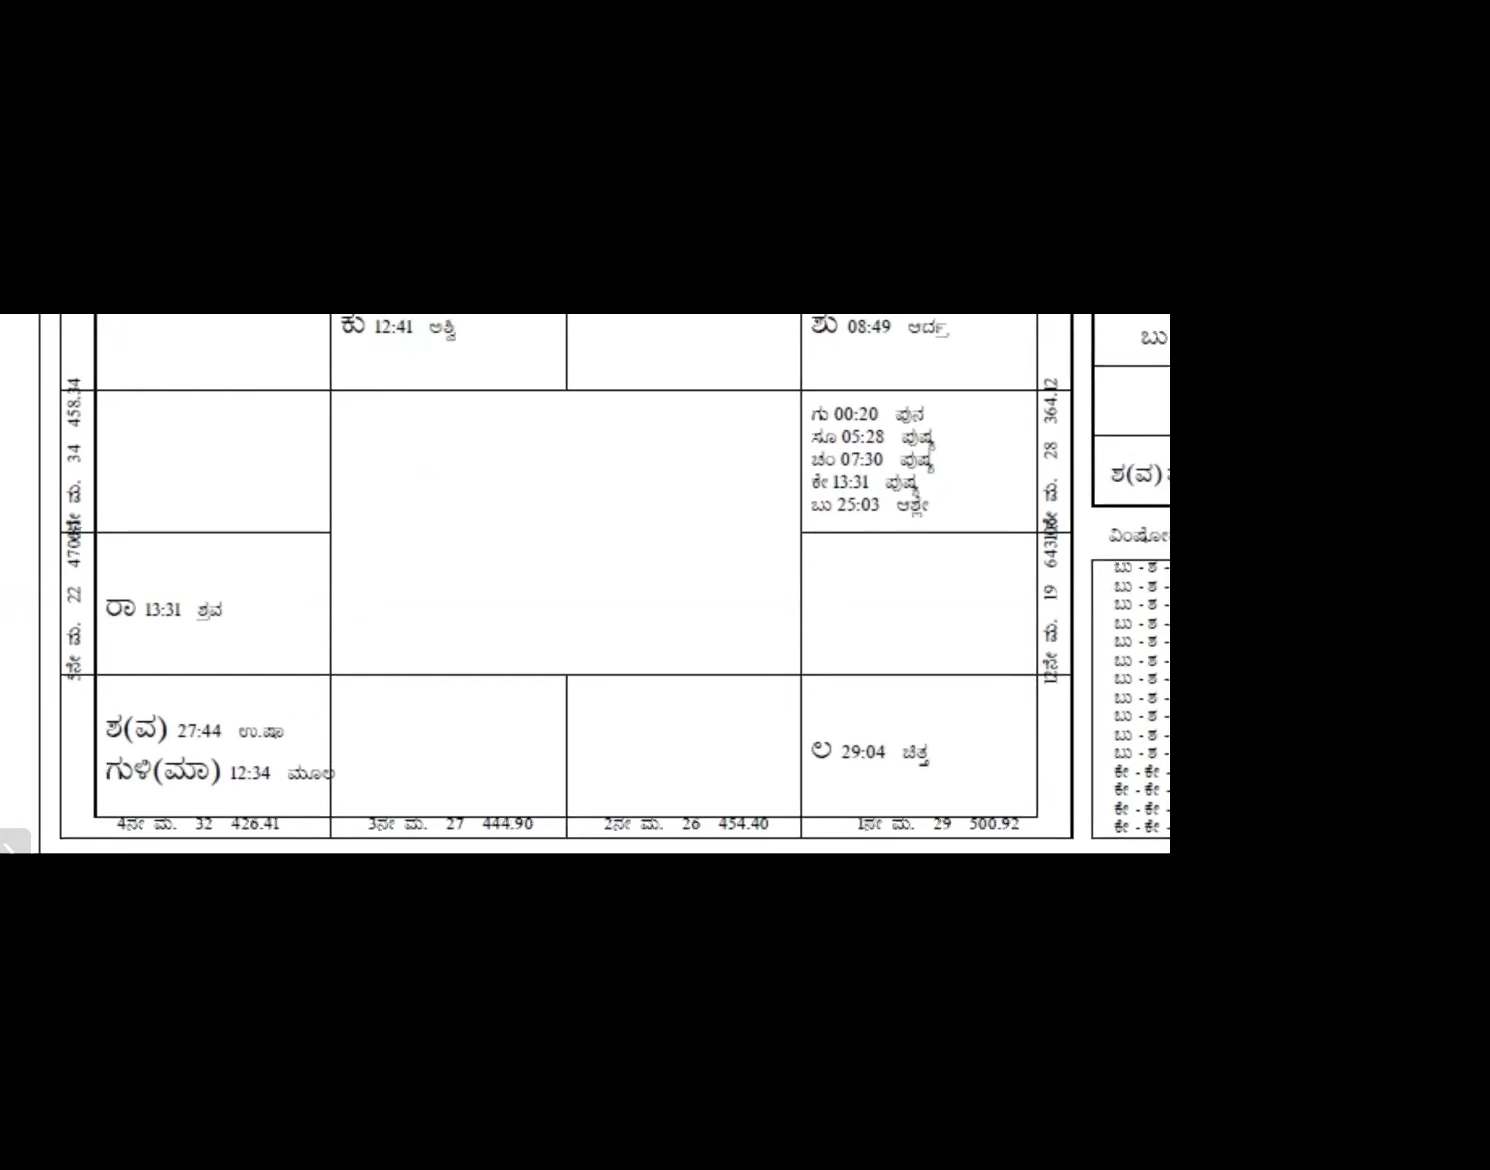 ಕು 12:41 ಅಶ್ವಿ
ಶು 08:49 ಆರ್ದ್ರ
ಬು
458.34
34
364.12
28
ಗು 00:20 ಪುನ
ಸೂ 05:28 ಪುಷ್ಯ
ಚಂ 07:30 ಪುಷ್ಯ
ಕೇ 13:31 ಪುಷ್ಯ
ಬು 25:03 ಆಶ್ಲೇ
ಶ(ವ)
22
5ನೇ ಮ.
19
12ನೇ ಮ.
ರಾ 13:31 ಶ್ರವ
ಶ(ವ) 27:44 ಉ.ಷಾ
ಗುಳಿ(ಮಾ) 12:34 ಮೂಲ
ಲ 29:04 ಚಿತ್ತ
4ನೇ ಮ. 32 426.41
3ನೇ ಮ. 27 444.90
2ನೇ ಮ. 26 454.40
1ನೇ ಮ. 29 500.92
ಬು - ಶ -
ಬು - ಶ -
ಬು - ಶ -
ಬು - ಶ -
ಬು - ಶ -
ಬು - ಶ -
ಬು - ಶ -
ಬು - ಶ -
ಬು - ಶ -
ಬು - ಶ -
ಬು - ಶ -
ಕೇ - ಕೇ -
ಕೇ - ಕೇ -
ಕೇ - ಕೇ -
ಕೇ - ಕೇ -